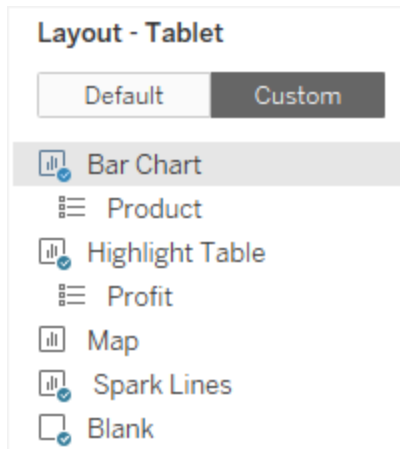 Layout - Tablet
Default Custom
Bar Chart
Product
Highlight Table
Profit
Map
Spark Lines
Blank